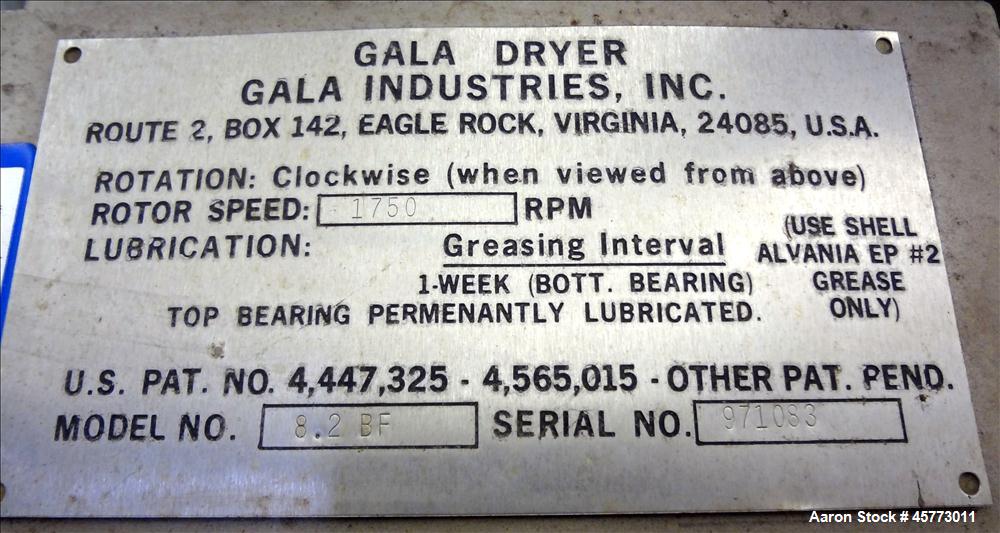 GALA DRYER
GALA INDUSTRIES, INC.
ROUTE 2, BOX 142, EAGLE ROCK, VIRGINIA, 24085, U.S.A.
ROTATION: Clockwise (when viewed from above)
ROTOR SPEED: 1750 RPM
LUBRICATION: Greasing Interval
1-WEEK (BOTT. BEARING)
TOP BEARING PERMENANTLY LUBRICATED.
(USE SHELL
ALVANIA EP #2
GREASE
ONLY)
U.S. PAT. NO. 4,447,325 - 4,565,015 - OTHER PAT. PEND.
MODEL NO. 8.2 BF SERIAL NO. 971083
Aaron Stock # 45773011